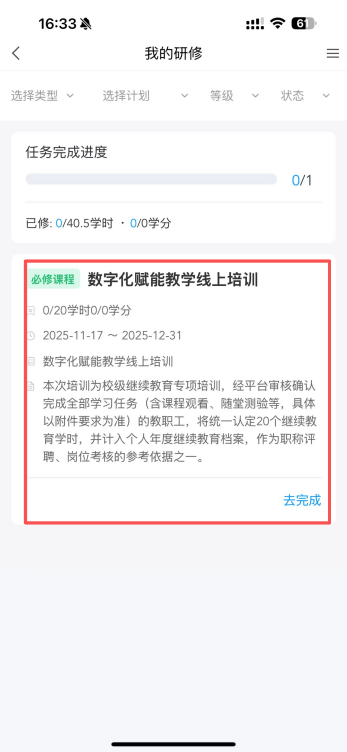 16:33
61
我的研修
选择类型 选择计划 等级 状态
任务完成进度
0/1
已修: 0/40.5学时 · 0/0学分
必修课程 数字化赋能教学线上培训
0/20学时0/0学分
2025-11-17 ～ 2025-12-31
数字化赋能教学线上培训
本次培训为校级继续教育专项培训，经平台审核确认
完成全部学习任务（含课程观看、随堂测验等，具体
以附件要求为准）的教职工，将统一认定20个继续教
育学时，并计入个人年度继续教育档案，作为职称评
聘、岗位考核的参考依据之一。
去完成